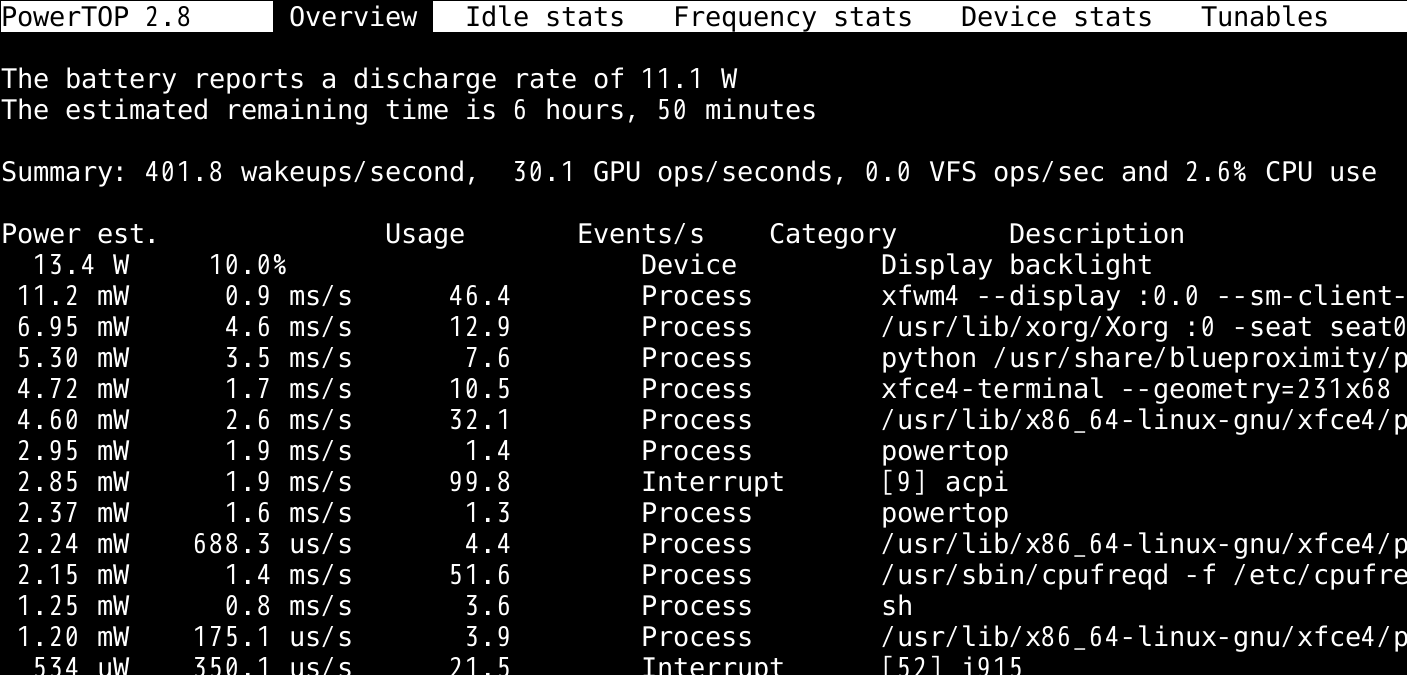 PowerTOP 2.8 Overview Idle stats Frequency stats Device stats Tunables
The battery reports a discharge rate of 11.1 W
The estimated remaining time is 6 hours, 50 minutes
Summary: 401.8 wakeups/second, 30.1 GPU ops/seconds, 0.0 VFS ops/sec and 2.6% CPU use
Power est. Usage Events/s Category Description
13.4 W 10.0% Device Display backlight
11.2 mW 0.9 ms/s 46.4 Process xfwm4 --display :0.0 --sm-client-
6.95 mW 4.6 ms/s 12.9 Process /usr/lib/xorg/Xorg :0 -seat seat0
5.30 mW 3.5 ms/s 7.6 Process python /usr/share/blueproximity/p
4.72 mW 1.7 ms/s 10.5 Process xfce4-terminal --geometry=231x68
4.60 mW 2.6 ms/s 32.1 Process /usr/lib/x86_64-linux-gnu/xfce4/p
2.95 mW 1.9 ms/s 1.4 Process powertop
2.85 mW 1.9 ms/s 99.8 Interrupt [9] acpi
2.37 mW 1.6 ms/s 1.3 Process powertop
2.24 mW 688.3 us/s 4.4 Process /usr/lib/x86_64-linux-gnu/xfce4/p
2.15 mW 1.4 ms/s 51.6 Process /usr/sbin/cpufreqd -f /etc/cpufre
1.25 mW 0.8 ms/s 3.6 Process sh
1.20 mW 175.1 us/s 3.9 Process /usr/lib/x86_64-linux-gnu/xfce4/p
534 uW 350.1 us/s 21.5 Interrupt [52] i915